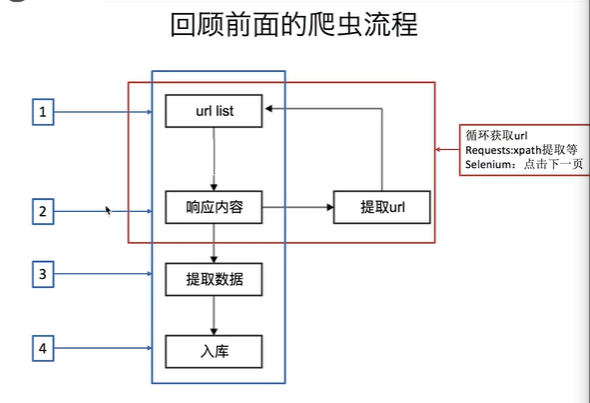 回顾前面的爬虫流程
1
url list
循环获取url
Requests:xpath提取等
Selenium：点击下一页
2
响应内容
提取url
3
提取数据
4
入库